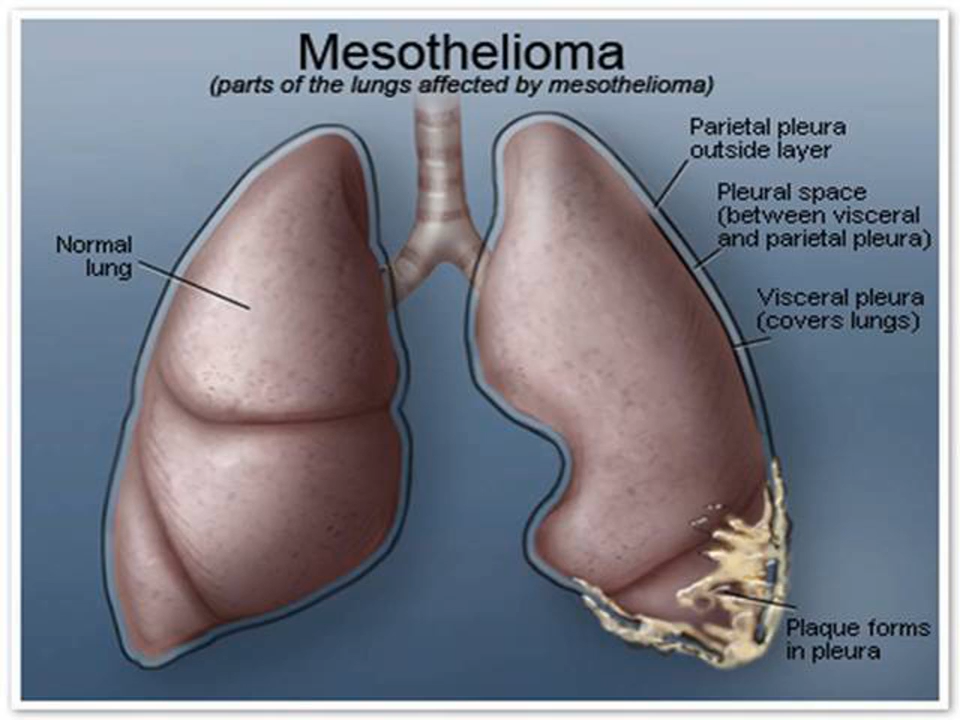 Mesothelioma
(parts of the lungs affected by mesothelioma)
Parietal pleura
outside layer
Pleural space
(between visceral
and parietal pleura)
Normal
lung
Visceral pleura
(covers lungs)
Plaque forms
in pleura